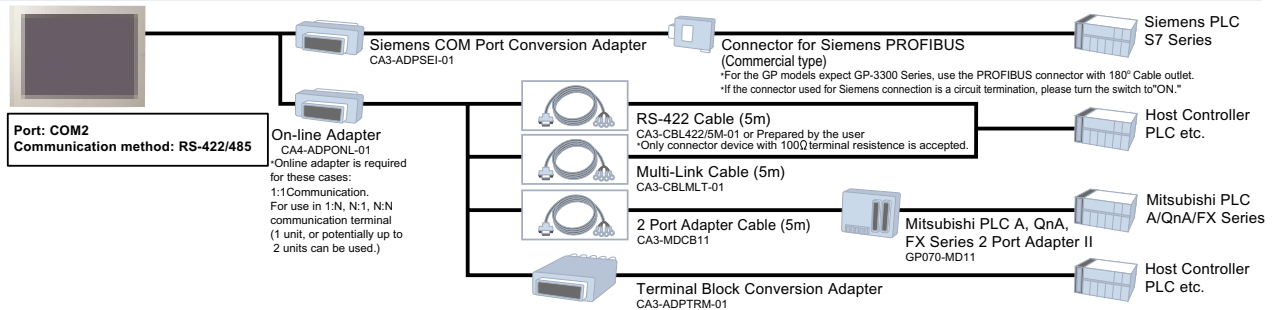 Siemens COM Port Conversion Adapter
CA3-ADPSEI-01
Connector for Siemens PROFIBUS
(Commercial type)
*For the GP models expect GP-3300 Series, use the PROFIBUS connector with 180° Cable outlet.
*If the connector used for Siemens connection is a circuit termination, please turn the switch to"ON."
Siemens PLC
S7 Series
Port: COM2
Communication method: RS-422/485
On-line Adapter
CA4-ADPONL-01
*Online adapter is required
for these cases:
1:1Communication.
For use in 1:N, N:1, N:N
communication terminal
(1 unit, or potentially up to
2 units can be used.)
RS-422 Cable (5m)
CA3-CBL422/5M-01 or Prepared by the user
*Only connector device with 100Ω terminal resistence is accepted.
Multi-Link Cable (5m)
CA3-CBLMLT-01
Host Controller
PLC etc.
2 Port Adapter Cable (5m)
CA3-MDCB11
Mitsubishi PLC A, QnA,
FX Series 2 Port Adapter II
GP070-MD11
Mitsubishi PLC
A/QnA/FX Series
Terminal Block Conversion Adapter
CA3-ADPTRM-01
Host Controller
PLC etc.